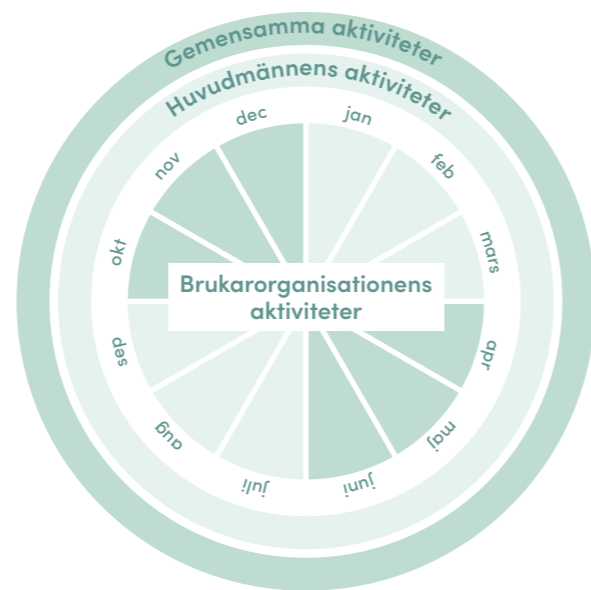 Gemensamma aktiviteter
Huvudmännens aktiviteter
jan
feb
mars
apr
maj
juni
juli
aug
sep
okt
nov
dec
Brukarorganisationens
aktiviteter